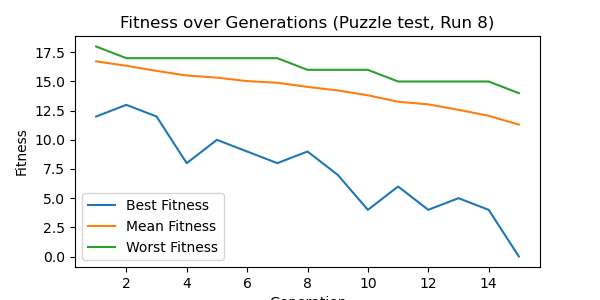 Fitness over Generations (Puzzle test, Run 8)
Fitness
17.5
15.0
12.5
10.0
7.5
5.0
2.5
0.0
Best Fitness
Mean Fitness
Worst Fitness
2 4 6 8 10 12 14
Generation